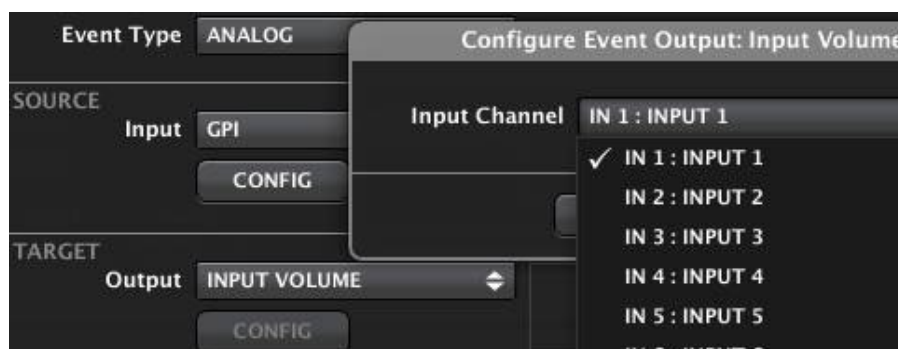 Event Type ANALOG
Configure Event Output: Input Volume
SOURCE
Input GPI
CONFIG
Input Channel IN 1 : INPUT 1
✓ IN 1 : INPUT 1
IN 2 : INPUT 2
IN 3 : INPUT 3
IN 4 : INPUT 4
IN 5 : INPUT 5
TARGET
Output INPUT VOLUME
CONFIG